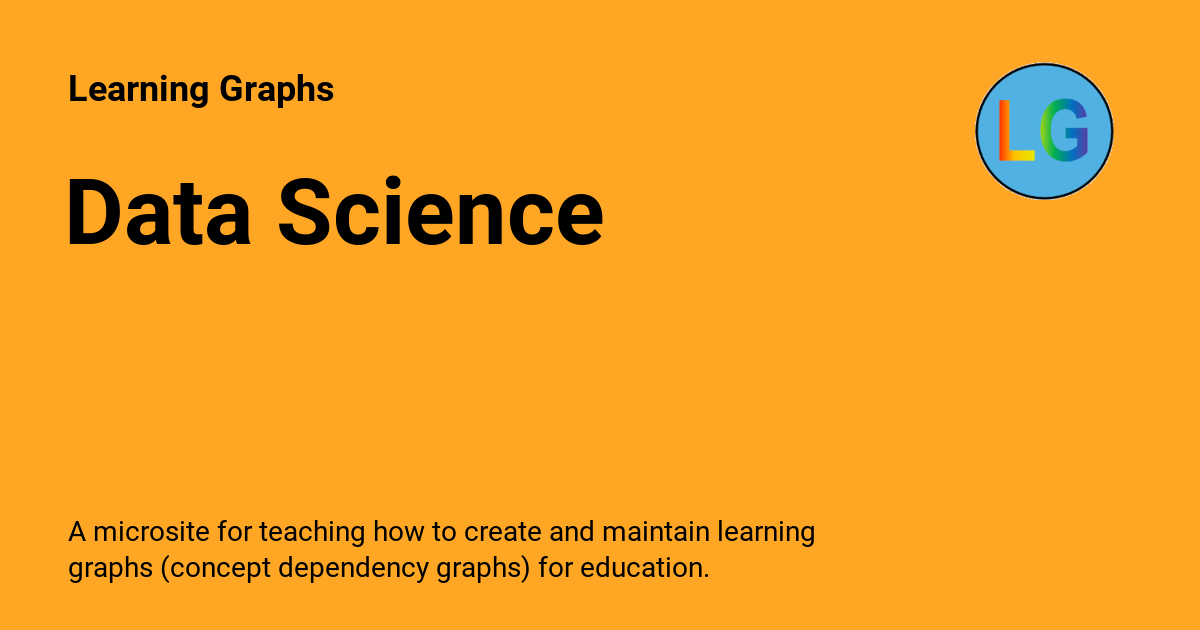 Learning Graphs
LG
Data Science
A microsite for teaching how to create and maintain learning
graphs (concept dependency graphs) for education.